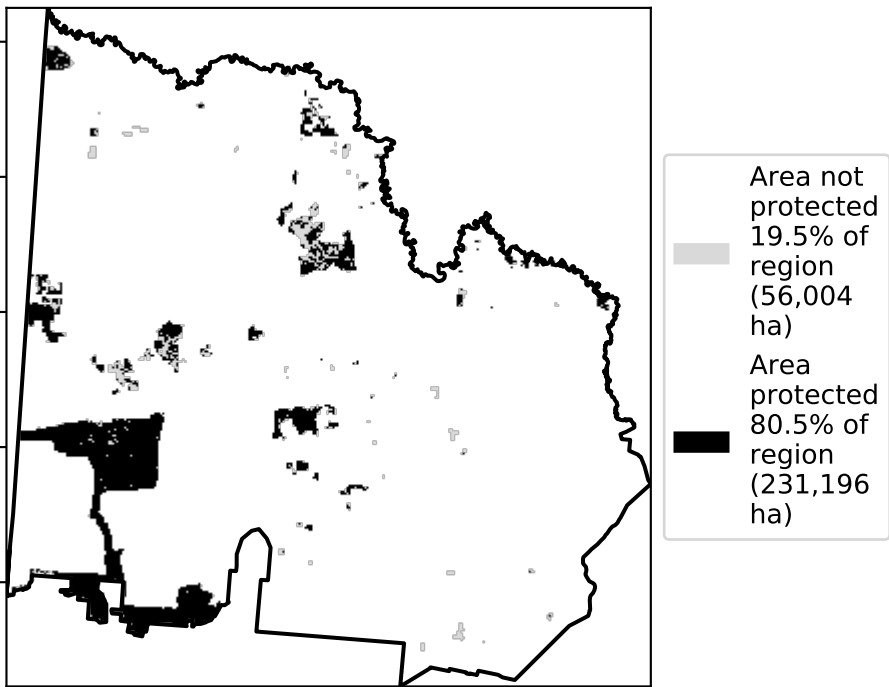 Area not
protected
19.5% of
region
(56,004
ha)
Area
protected
80.5% of
region
(231,196
ha)